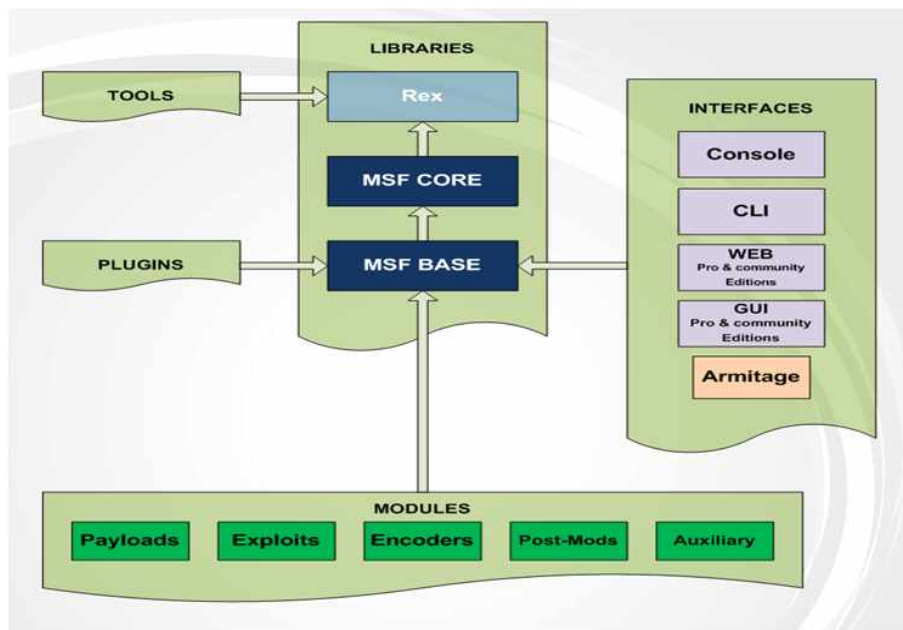 LIBRARIES
Rex
MSF CORE
MSF BASE
TOOLS
PLUGINS
INTERFACES
Console
CLI
WEB
Pro & community
Editions
GUI
Pro & community
Editions
Armitage
MODULES
Payloads
Exploits
Encoders
Post-Mods
Auxiliary